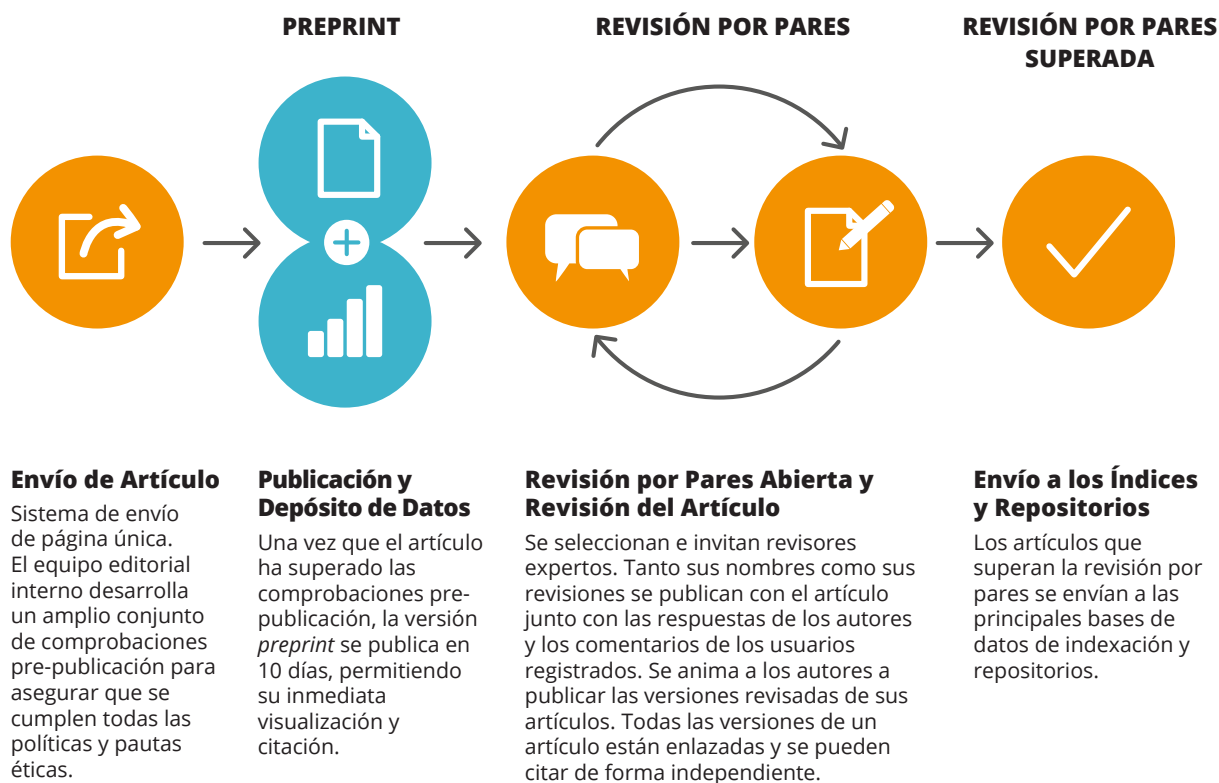 PREPRINT
REVISIÓN POR PARES
REVISIÓN POR PARES
SUPERADA
Envío de Artículo
Sistema de envío
de página única.
El equipo editorial
interno desarrolla
un amplio conjunto
de comprobaciones
pre-publicación para
asegurar que se
cumplen todas las
políticas y pautas
éticas.
Publicación y
Depósito de Datos
Una vez que el artículo
ha superado las
comprobaciones pre-
publicación, la versión
preprint se publica en
10 días, permitiendo
su inmediata
visualización y
citación.
Revisión por Pares Abierta y
Revisión del Artículo
Se seleccionan e invitan revisores
expertos. Tanto sus nombres como sus
revisiones se publican con el artículo
junto con las respuestas de los autores
y los comentarios de los usuarios
registrados. Se anima a los autores a
publicar las versiones revisadas de sus
artículos. Todas las versiones de un
artículo están enlazadas y se pueden
citar de forma independiente.
Envío a los Índices
y Repositorios
Los artículos que
superan la revisión por
pares se envían a las
principales bases de
datos de indexación y
repositorios.